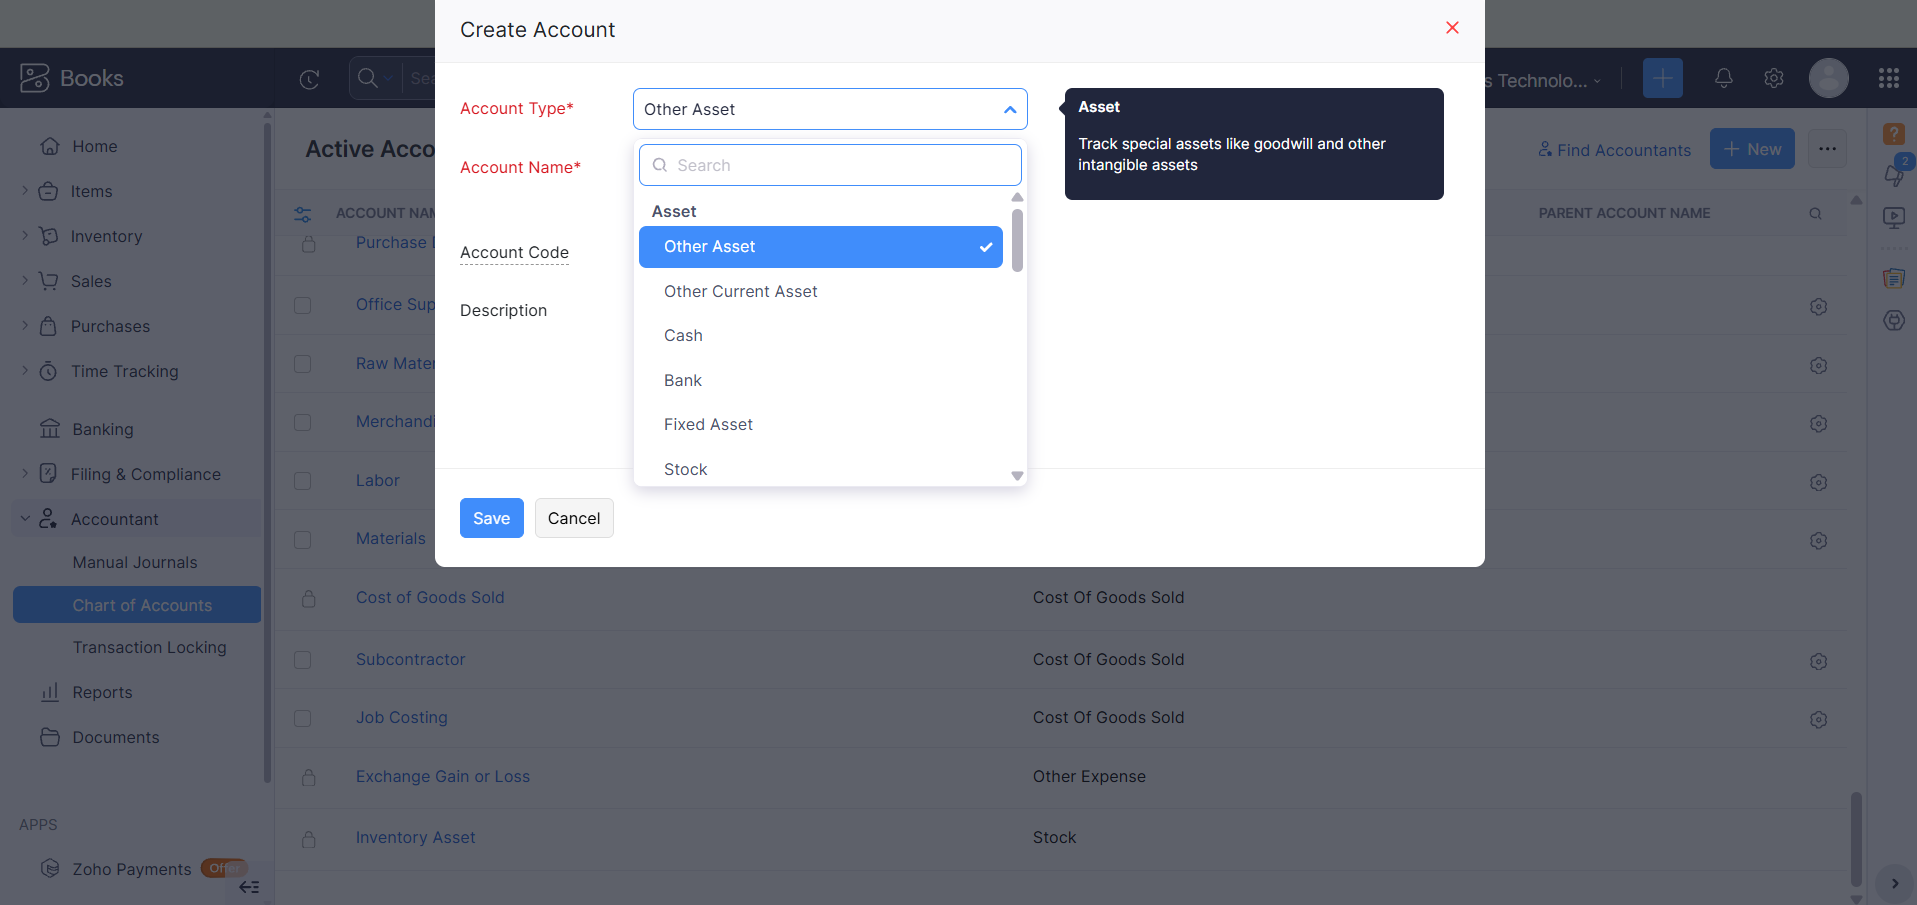 Create Account
Books
Sea
s Technolo...
Account Type*
Other Asset
Asset
Track special assets like goodwill and other
intangible assets
Account Name*
Search
Asset
Other Asset
Other Current Asset
Cash
Bank
Fixed Asset
Stock
Account Code
Description
Save
Cancel
Home
Items
Inventory
Sales
Purchases
Time Tracking
Banking
Filing & Compliance
Accountant
Manual Journals
Chart of Accounts
Transaction Locking
Reports
Documents
APPS
Zoho Payments
Offer
Active Acco
Find Accountants
+ New
?
2
ACCOUNT NAM
PARENT ACCOUNT NAME
Purchase D
Office Sup
Raw Mater
Merchandi
Labor
Materials
Cost of Goods Sold
Cost Of Goods Sold
Subcontractor
Cost Of Goods Sold
Job Costing
Cost Of Goods Sold
Exchange Gain or Loss
Other Expense
Inventory Asset
Stock